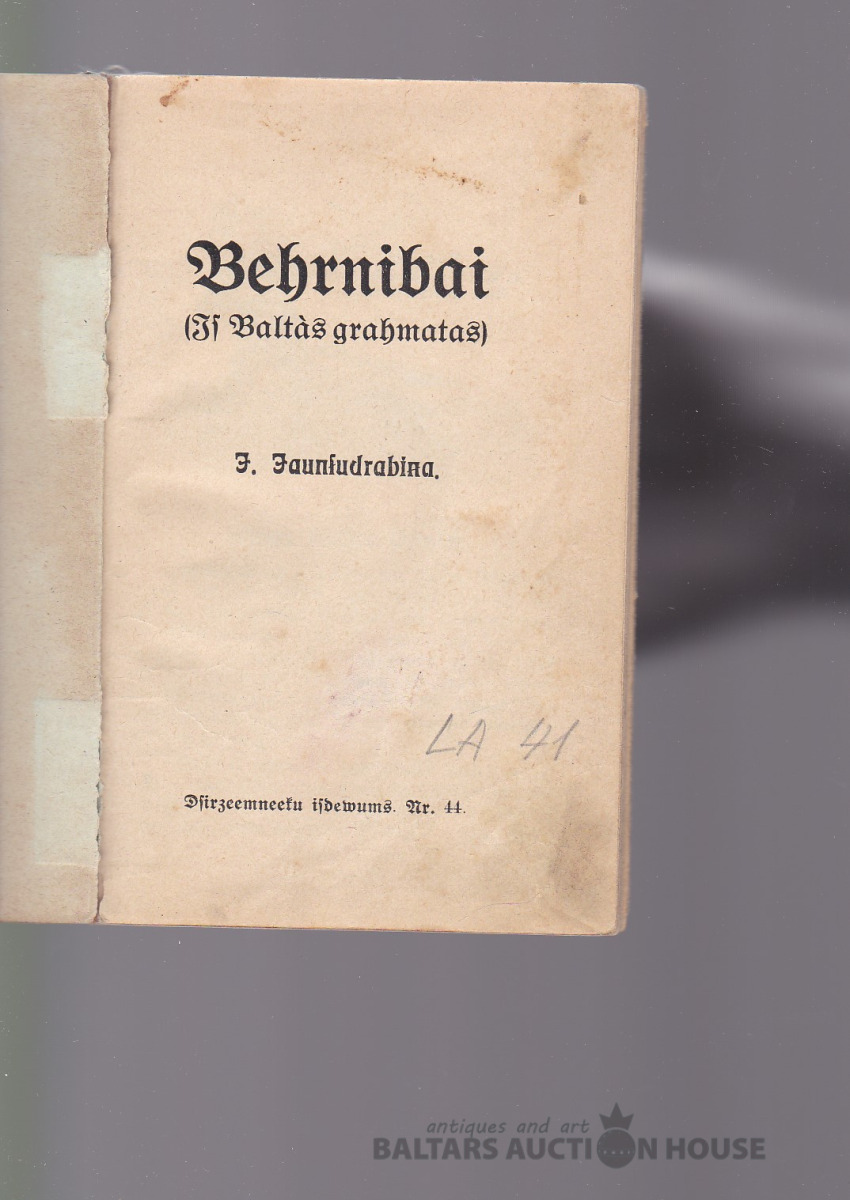 Behrnibai
(Iſ Baltàs grahmatas)
J. Jaunſudrabiņa.
LA 41
Dſirzeemneeku iſdewums. Nr. 44.
antiques and art
BALTARS AUCTION HOUSE